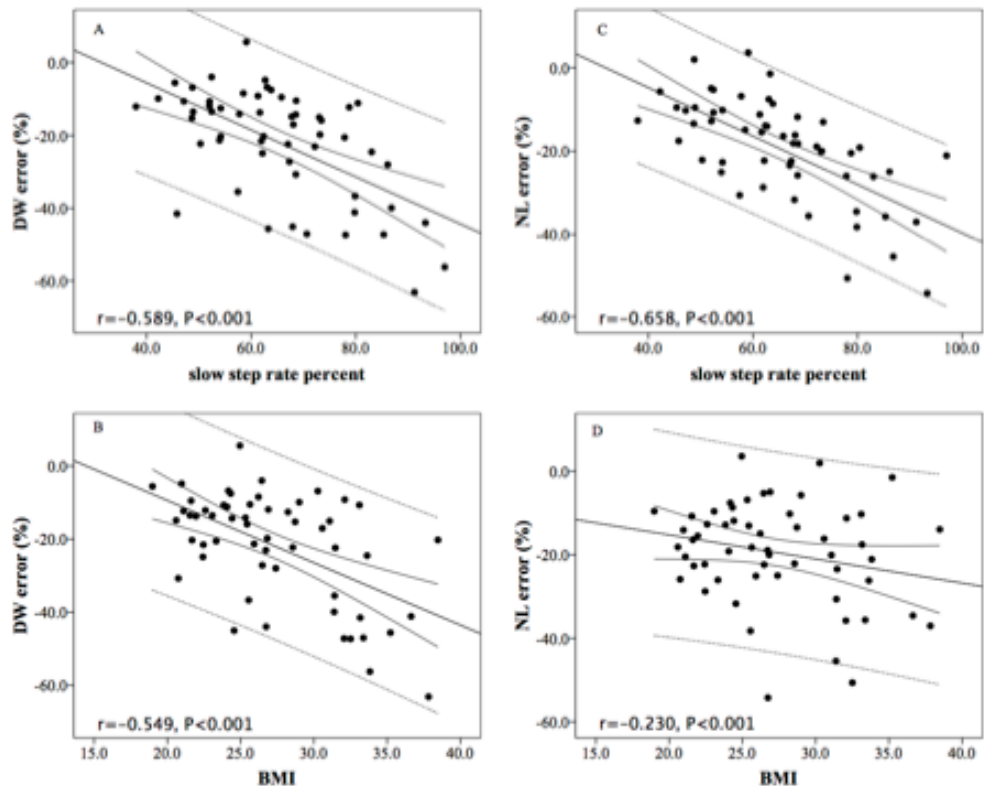 A
DW error (%)
0.0
-20.0
-40.0
-60.0
r=-0.589, P<0.001
40.0 60.0 80.0 100.0
slow step rate percent
C
NL error (%)
0.0
-20.0
-40.0
-60.0
r=-0.658, P<0.001
40.0 60.0 80.0 100.0
slow step rate percent
B
DW error (%)
0.0
-20.0
-40.0
-60.0
r=-0.549, P<0.001
15.0 20.0 25.0 30.0 35.0 40.0
BMI
D
NL error (%)
0.0
-20.0
-40.0
-60.0
r=-0.230, P<0.001
15.0 20.0 25.0 30.0 35.0 40.0
BMI